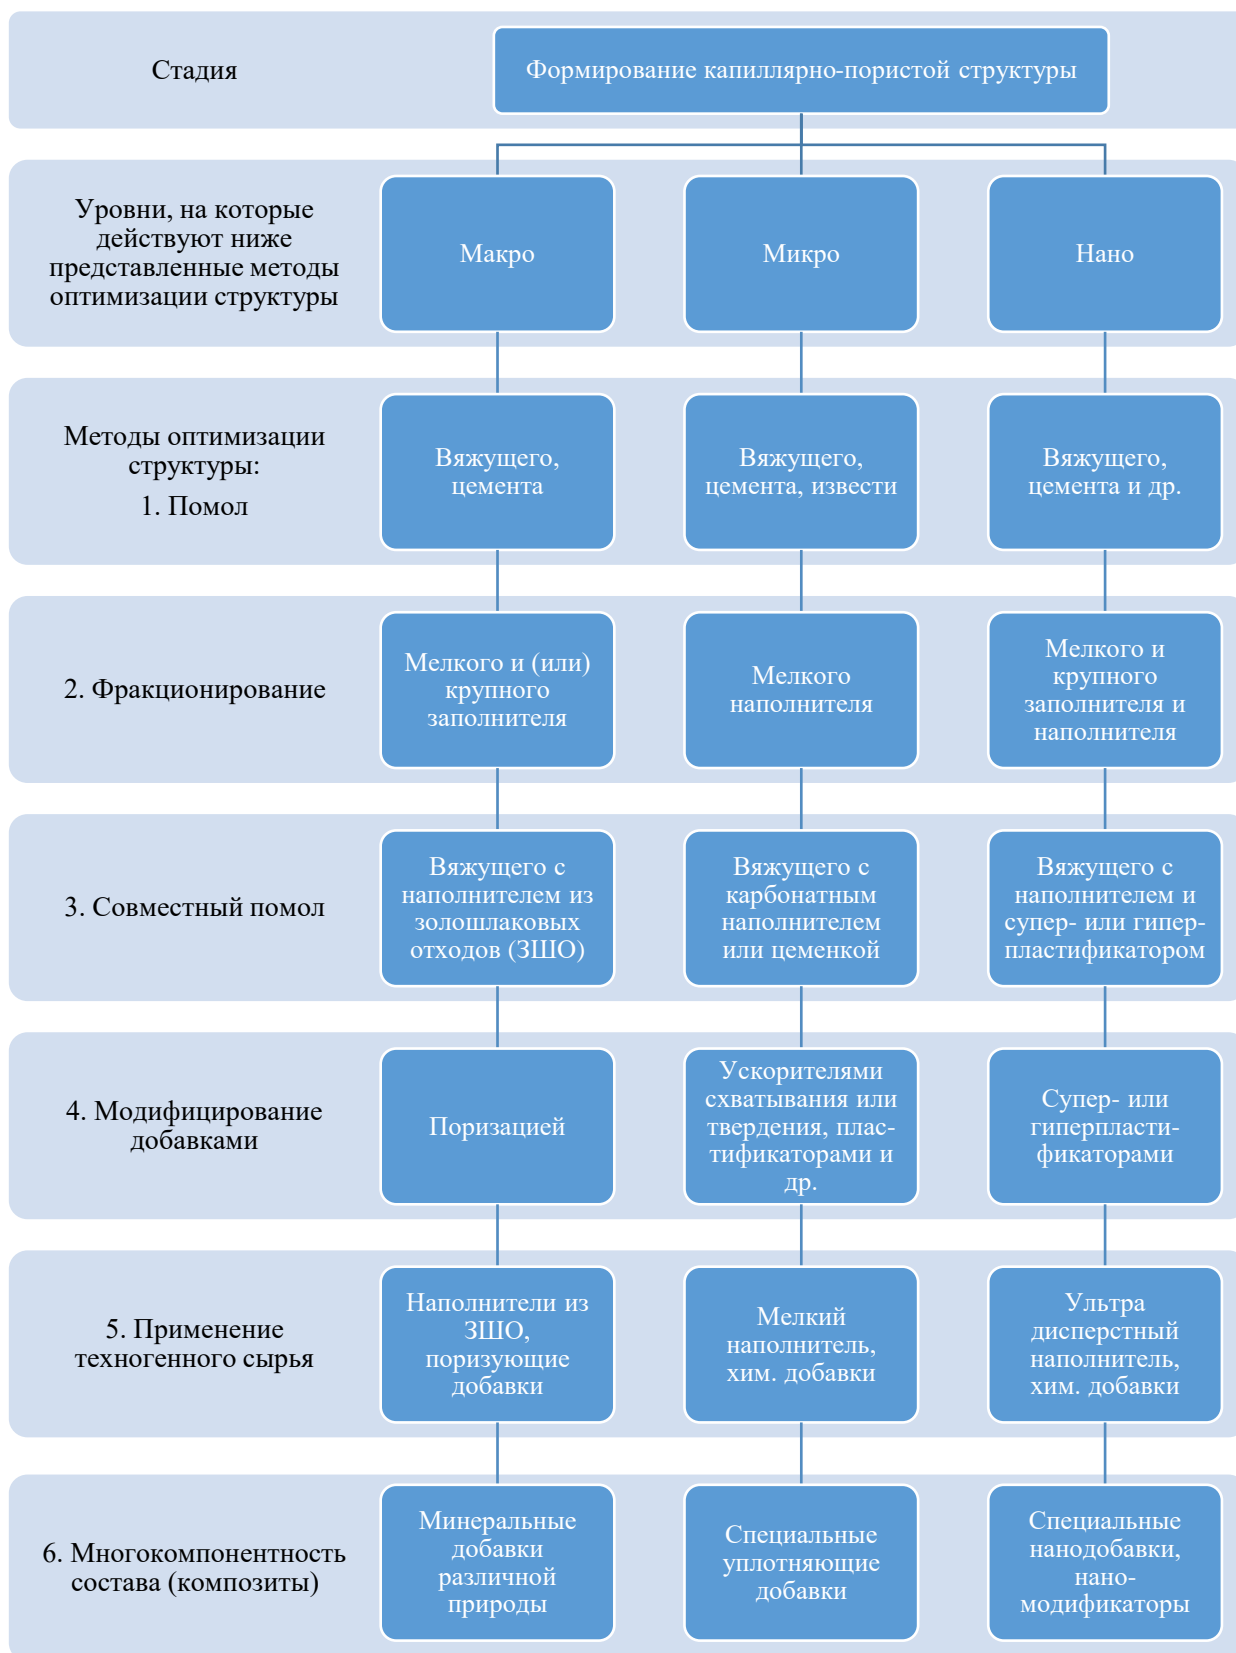 Стадия
Формирование капиллярно-пористой структуры
Уровни, на которые
действуют ниже
представленные методы
оптимизации структуры
Макро
Микро
Нано
Методы оптимизации
структуры:
1. Помол
Вяжущего,
цемента
Вяжущего,
цемента, извести
Вяжущего,
цемента и др.
2. Фракционирование
Мелкого и (или)
крупного
заполнителя
Мелкого
наполнителя
Мелкого и
крупного
заполнителя и
наполнителя
3. Совместный помол
Вяжущего с
наполнителем из
золошлаковых
отходов (ЗШО)
Вяжущего с
карбонатным
наполнителем
или цеменкой
Вяжущего с
наполнителем и
супер- или гипер-
пластификатором
4. Модифицирование
добавками
Поризацией
Ускорителями
схватывания или
твердения, плас-
тификаторами и
др.
Супер- или
гиперпласти-
фикаторами
5. Применение
техногенного сырья
Наполнители из
ЗШО,
поризующие
добавки
Мелкий
наполнитель,
хим. добавки
Ультра
дисперстный
наполнитель,
хим. добавки
6. Многокомпонентность
состава (композиты)
Минеральные
добавки
различной
природы
Специальные
уплотняющие
добавки
Специальные
нанодобавки,
нано-
модификаторы